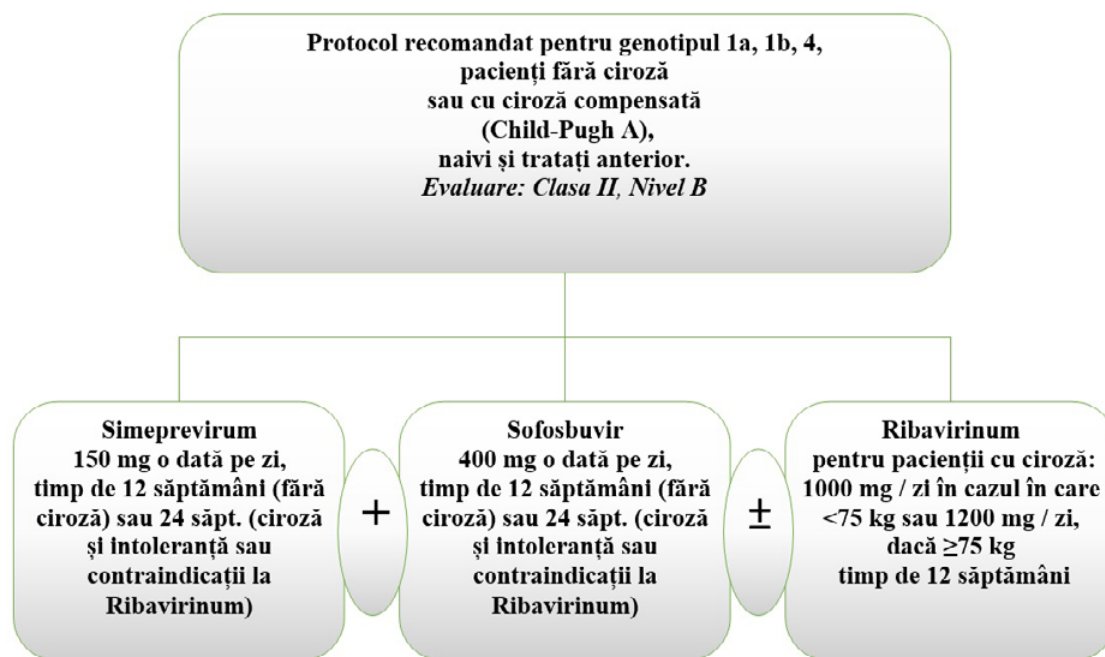 Protocol recomandat pentru genotipul 1a, 1b, 4,
pacienți fără ciroză
sau cu ciroză compensată
(Child-Pugh A),
naivi și tratați anterior.
Evaluare: Clasa II, Nivel B
Simeprevirum
150 mg o dată pe zi,
timp de 12 săptămâni (fără
ciroză) sau 24 săpt. (ciroză
și intoleranță sau
contraindicații la
Ribavirinum)
+
Sofosbuvir
400 mg o dată pe zi,
timp de 12 săptămâni (fără
ciroză) sau 24 săpt. (ciroză
și intoleranță sau
contraindicații la
Ribavirinum)
±
Ribavirinum
pentru pacienții cu ciroză:
1000 mg / zi în cazul în care
<75 kg sau 1200 mg / zi,
dacă ≥75 kg
timp de 12 săptămâni